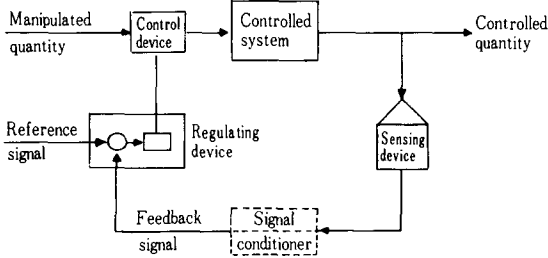 Manipulated
quantity
Control
device
Controlled
system
Controlled
quantity
Reference
signal
Regulating
device
Sensing
device
Feedback
signal
Signal
conditioner